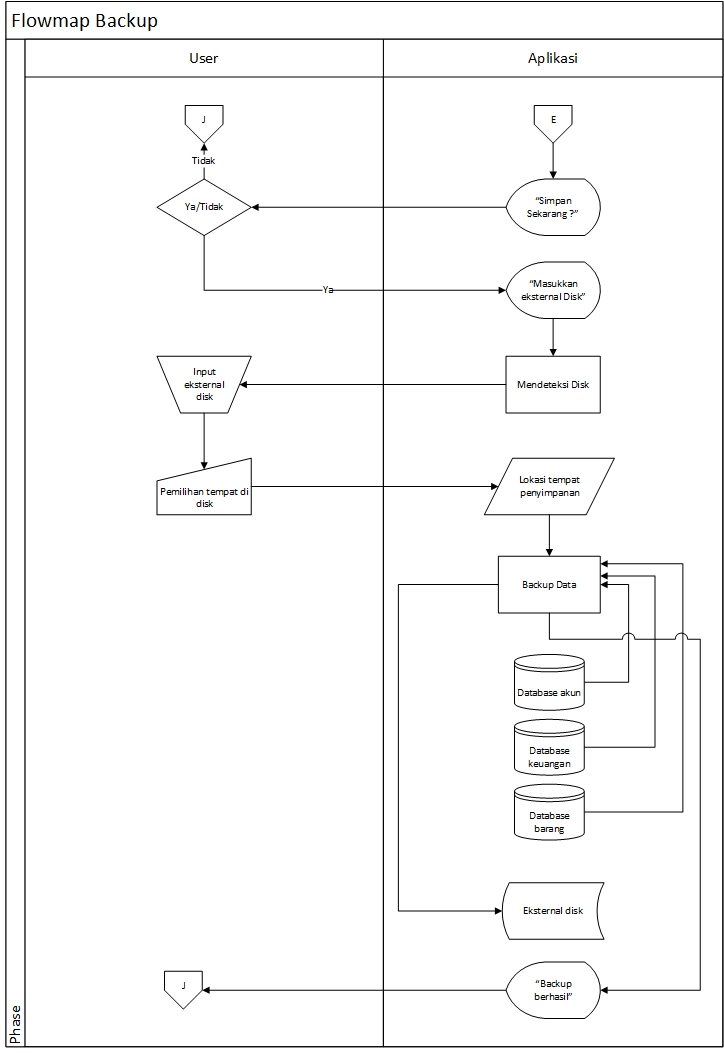 Flowmap Backup
User
Aplikasi
J
E
Tidak
Ya/Tidak
“Simpan
Sekarang ?”
Ya
“Masukkan
eksternal Disk”
Input
eksternal
disk
Mendeteksi Disk
Pemilihan tempat di
disk
Lokasi tempat
penyimpanan
Backup Data
Database akun
Database
keuangan
Database
barang
Eksternal disk
J
“Backup
berhasil”
Phase